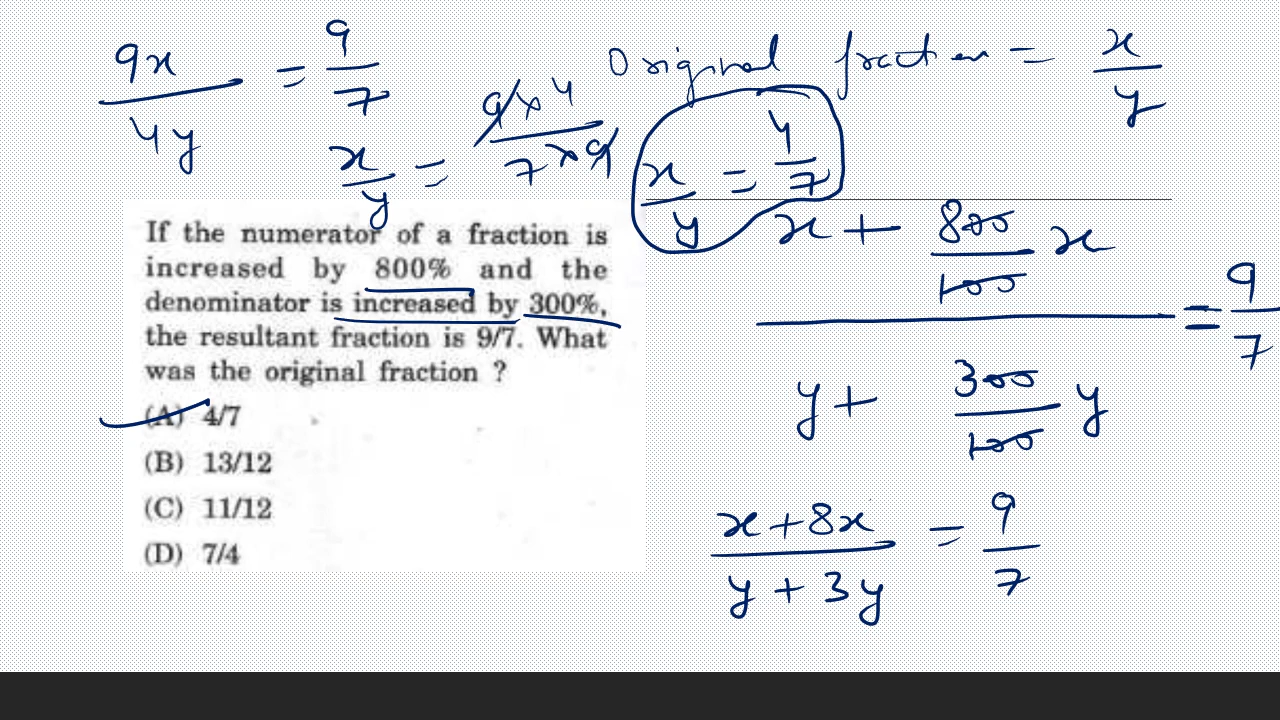 Original fraction = x/y
If the numerator of a fraction is
increased by 800% and the
denominator is increased by 300%,
the resultant fraction is 9/7. What
was the original fraction ?
(A) 4/7
(B) 13/12
(C) 11/12
(D) 7/4
x + 800/100 x
= 9/7
y + 300/100 y
x + 8x / y + 3y = 9/7
9x / 4y = 9/7
x/y = 9 x 4 / 7 x 9
x/y = 4/7